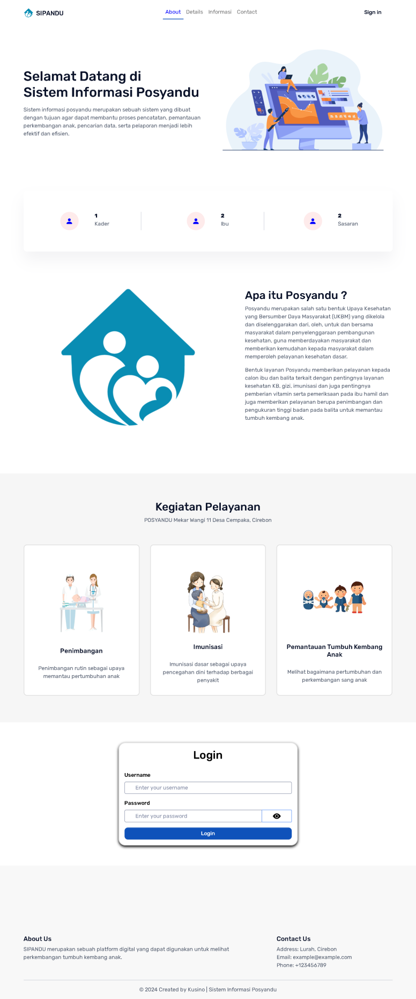 SIPANDU
About Details Informasi Contact
Sign in
Selamat Datang di
Sistem Informasi Posyandu
Sistem informasi posyandu merupakan sebuah sistem yang dibuat
dengan tujuan agar dapat membantu proses pencatatan, pemantauan
perkembangan anak, pencarian data, serta pelaporan menjadi lebih
efektif dan efisien.
1
Kader
2
Ibu
2
Sasaran
Apa itu Posyandu ?
Posyandu merupakan salah satu bentuk Upaya Kesehatan
yang Bersumber Daya Masyarakat (UKBM) yang dikelola
dan diselenggarakan dari, oleh, untuk dan bersama
masyarakat dalam penyelenggaraan pembangunan
kesehatan, guna memberdayakan masyarakat dan
memberikan kemudahan kepada masyarakat dalam
memperoleh pelayanan kesehatan dasar.
Bentuk layanan Posyandu memberikan pelayanan kepada
calon ibu dan balita terkait dengan pentingnya layanan
kesehatan KB, gizi, imunisasi dan juga pentingnya
pemberian vitamin serta pemeriksaan pada ibu hamil dan
juga memberikan pelayanan berupa penimbangan dan
pengukuran tinggi badan pada balita untuk memantau
tumbuh kembang anak.
Kegiatan Pelayanan
POSYANDU Mekar Wangi 11 Desa Cempaka, Cirebon
Penimbangan
Penimbangan rutin sebagai upaya
memantau pertumbuhan anak
Imunisasi
Imunisasi dasar sebagai upaya
pencegahan dini terhadap berbagai
penyakit
Pemantauan Tumbuh Kembang
Anak
Melihat bagaimana pertumbuhan dan
perkembangan sang anak
Login
Username
Enter your username
Password
Enter your password
Login
About Us
SIPANDU merupakan sebuah platform digital yang dapat digunakan untuk melihat
perkembangan tumbuh kembang anak.
Contact Us
Address: Lurah, Cirebon
Email: example@example.com
Phone: +123456789
© 2024 Created by Kusino | Sistem Informasi Posyandu